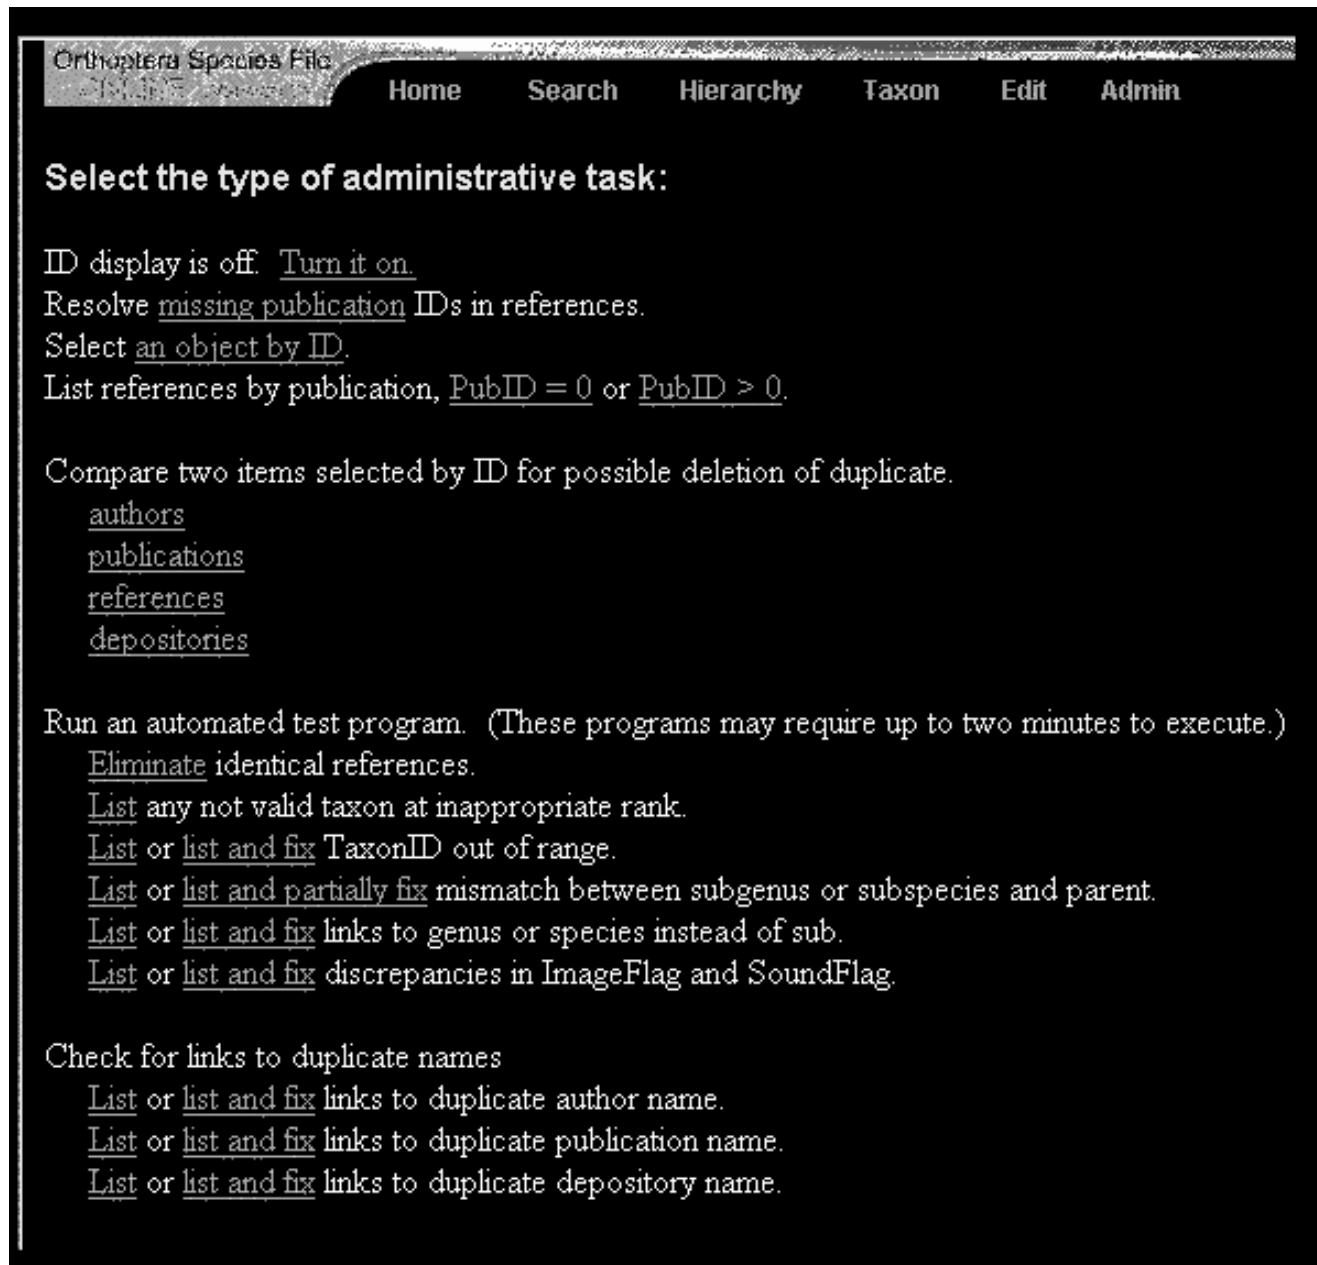 Orthoptera Species File
Home Search Hierarchy Taxon Edit Admin
Select the type of administrative task:
ID display is off. Turn it on.
Resolve missing publication IDs in references.
Select an object by ID.
List references by publication, PubID = 0 or PubID > 0.
Compare two items selected by ID for possible deletion of duplicate.
authors
publications
references
depositories
Run an automated test program. (These programs may require up to two minutes to execute.)
Eliminate identical references.
List any not valid taxon at inappropriate rank.
List or list and fix TaxonID out of range.
List or list and partially fix mismatch between subgenus or subspecies and parent.
List or list and fix links to genus or species instead of sub.
List or list and fix discrepancies in ImageFlag and SoundFlag.
Check for links to duplicate names
List or list and fix links to duplicate author name.
List or list and fix links to duplicate publication name.
List or list and fix links to duplicate depository name.